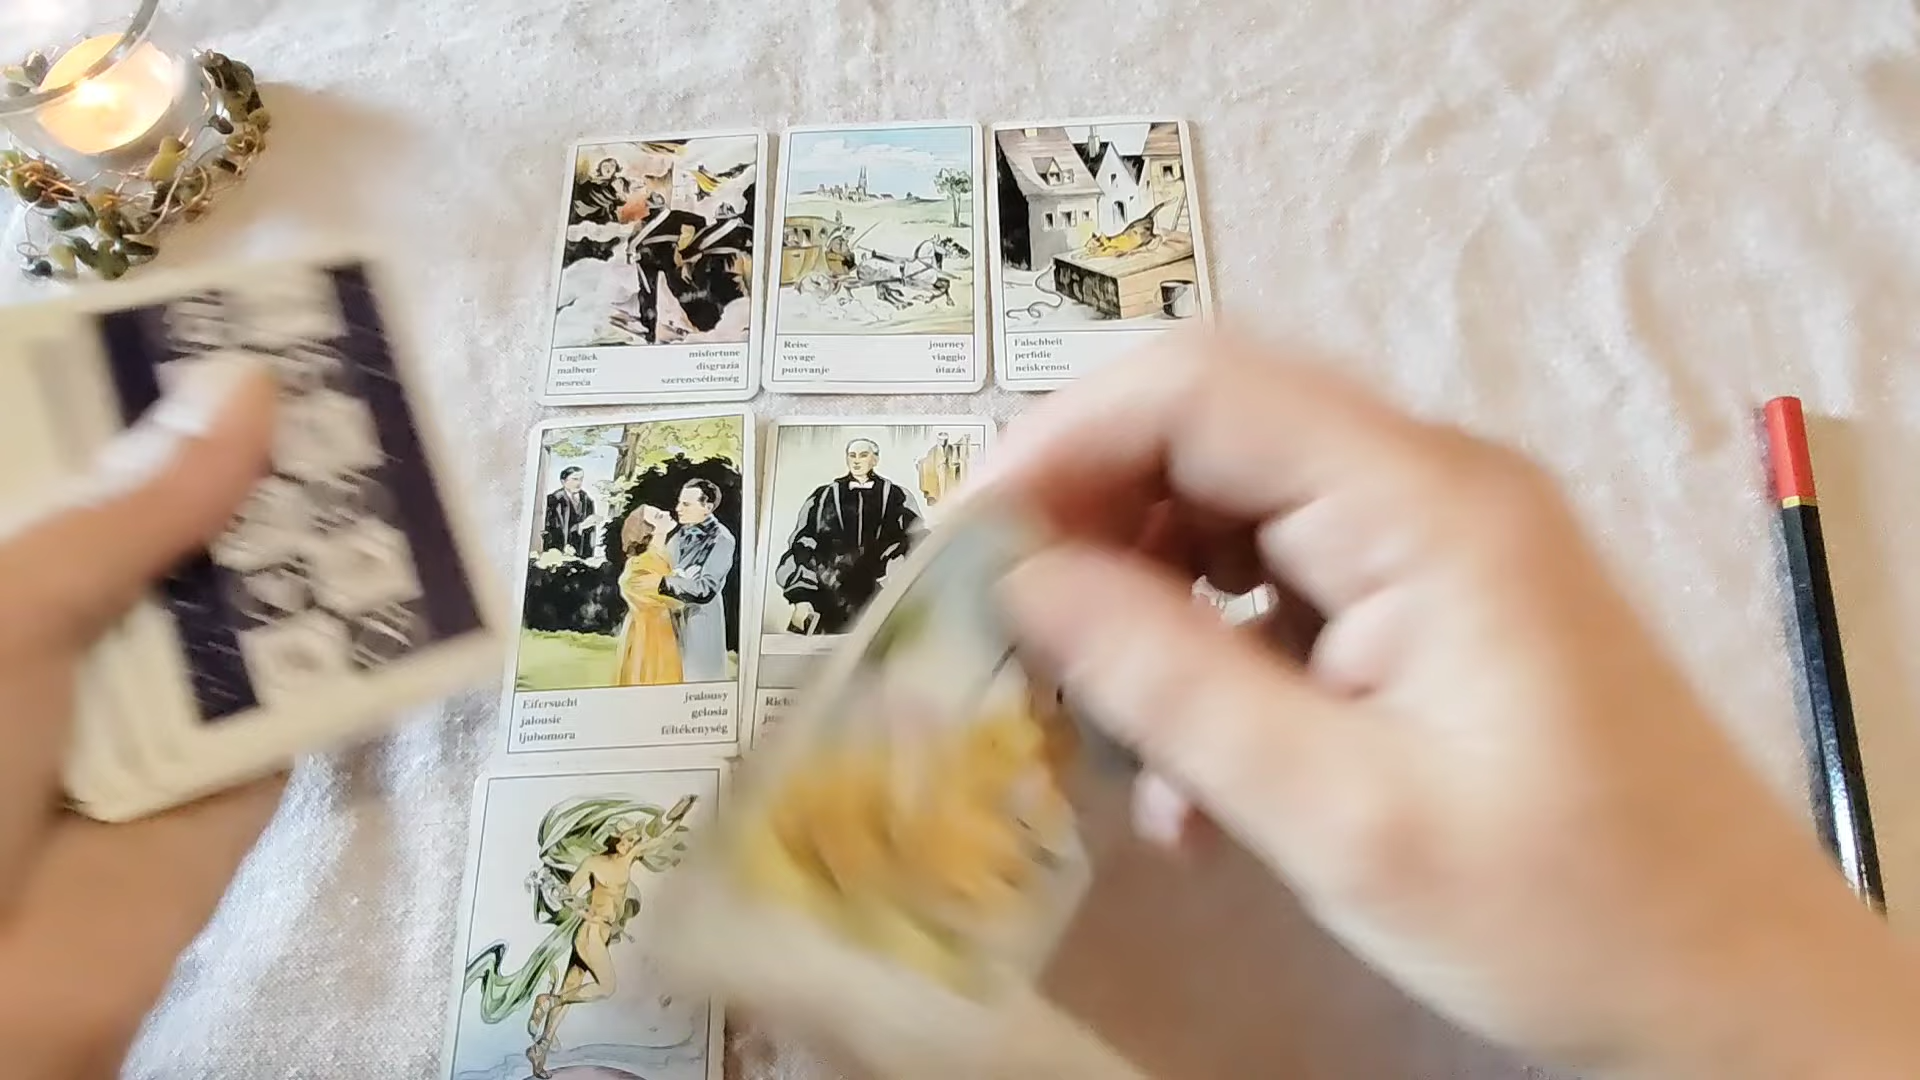 Unglück misfortune
malheur disgrazia
nesreća szerencsétlenség
Reise journey
voyage viaggio
putovanje útazás
Falschheit
perfidie
neiskrenost
Eifersucht jealousy
jalousie gelosia
ljubomora féltékenység